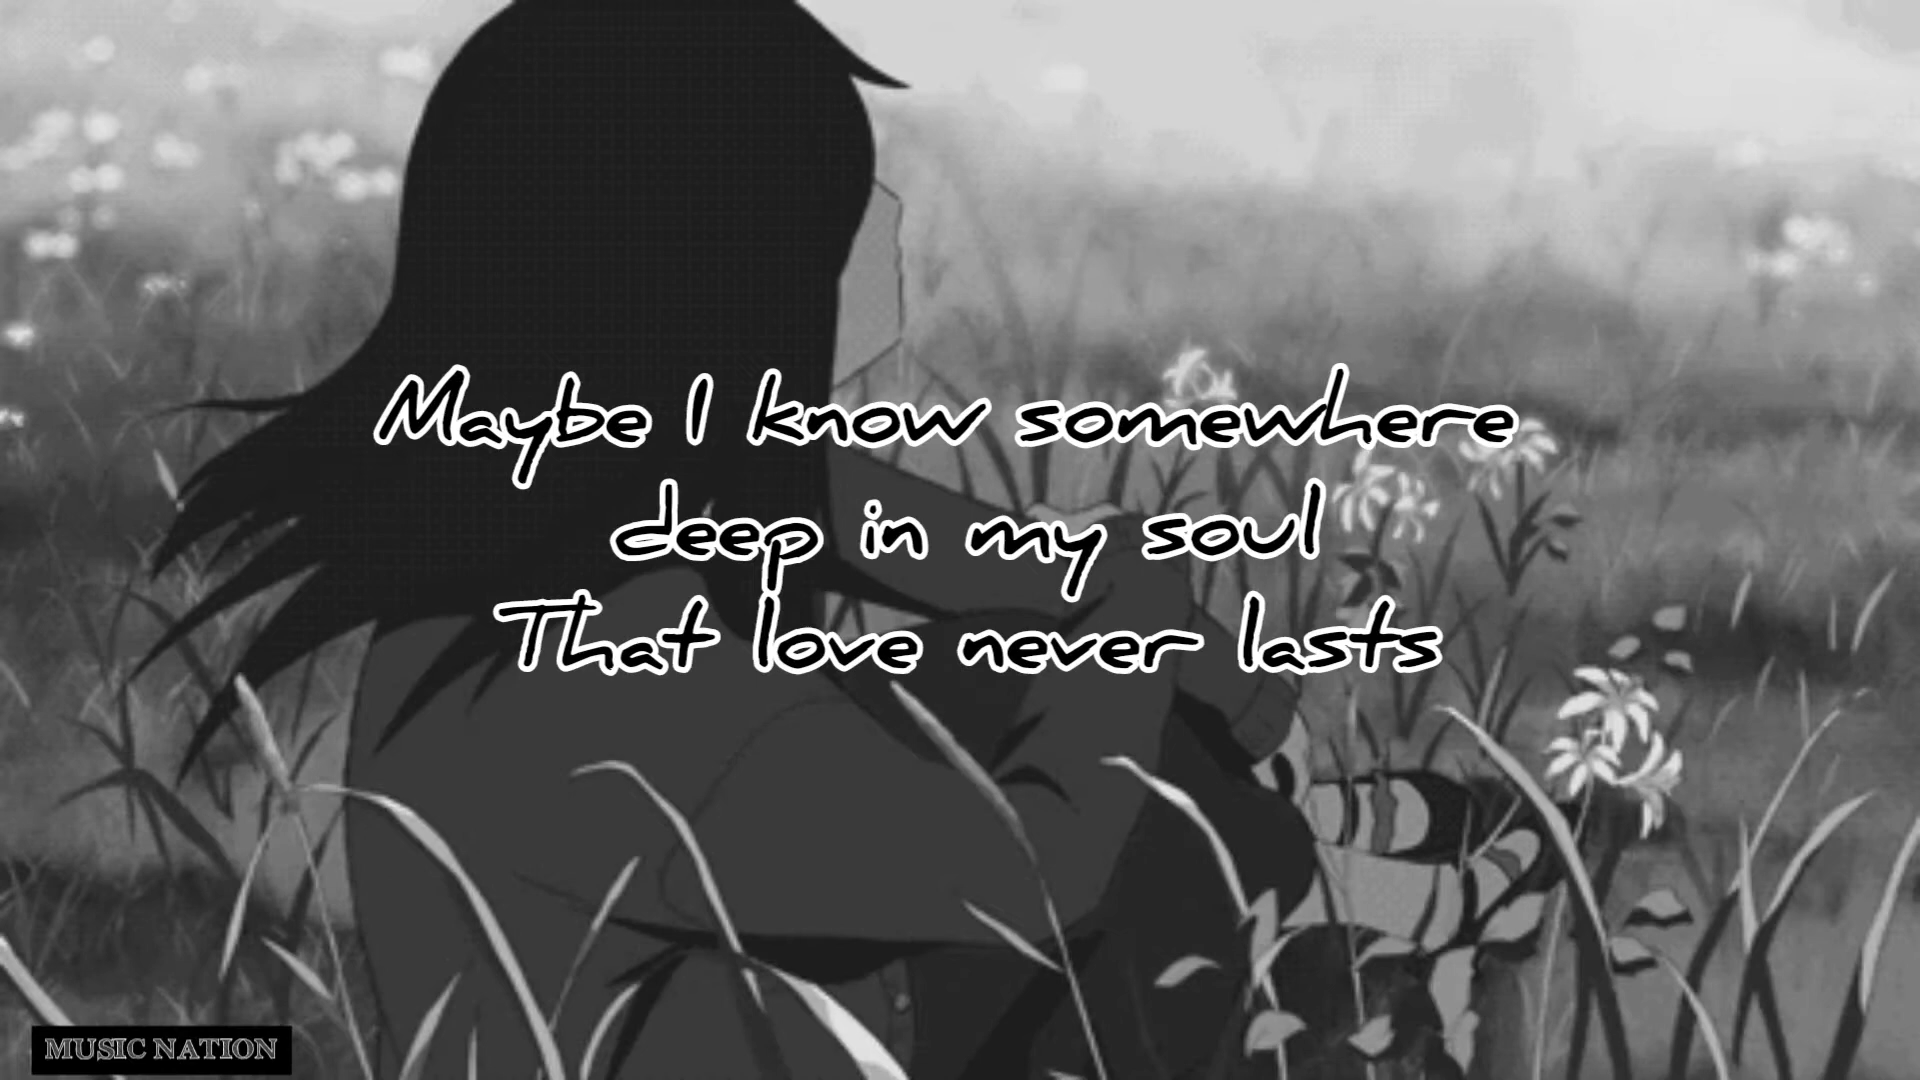 Maybe I know somewhere
deep in my soul
That love never lasts
MUSIC NATION